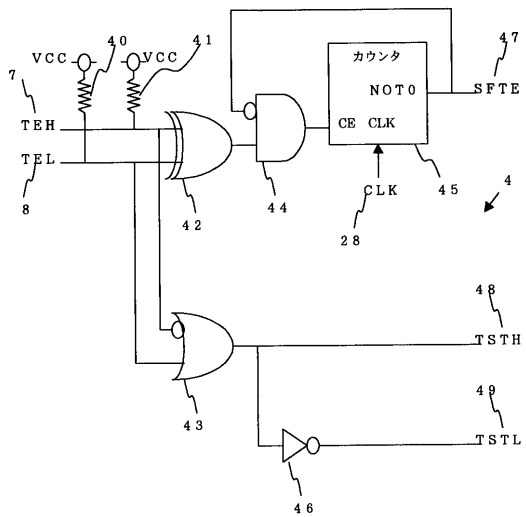 VCC
40
VCC
41
47
7
カウンタ
NOT0
SFTE
TEH
CE CLK
TEL
8
42
44
CLK
45
4
28
48
TSTH
43
49
TSTL
46